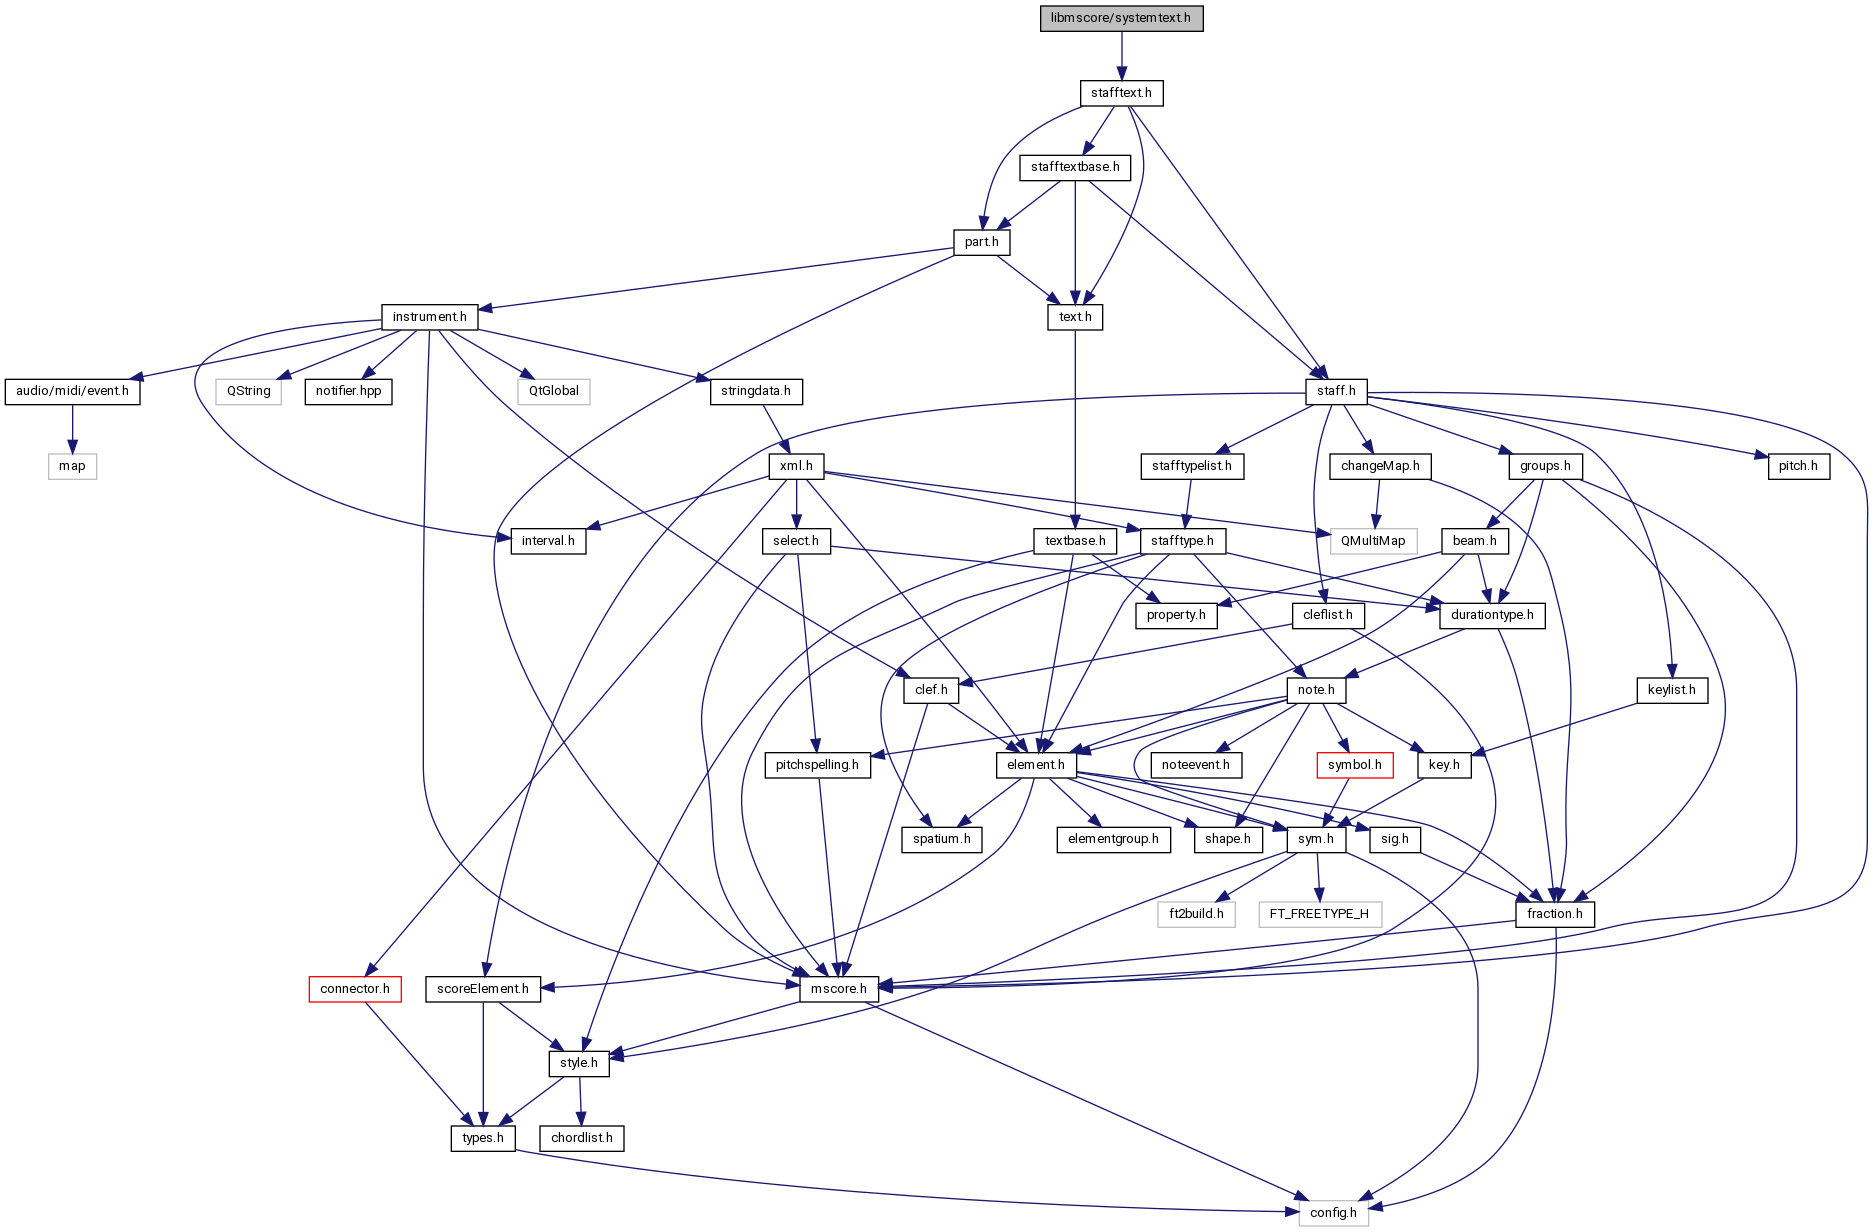 libmscore/systemtext.h
stafftext.h
stafftextbase.h
part.h
instrument.h
text.h
audio/midi/event.h
QString
notifier.hpp
QtGlobal
stringdata.h
staff.h
map
xml.h
stafftypelist.h
changeMap.h
groups.h
pitch.h
interval.h
select.h
textbase.h
stafftype.h
QMultiMap
beam.h
property.h
cleflist.h
durationtype.h
clef.h
note.h
keylist.h
pitchspelling.h
element.h
noteevent.h
symbol.h
key.h
spatium.h
elementgroup.h
shape.h
sym.h
sig.h
ft2build.h
FT_FREETYPE_H
fraction.h
connector.h
scoreElement.h
mscore.h
style.h
types.h
chordlist.h
config.h